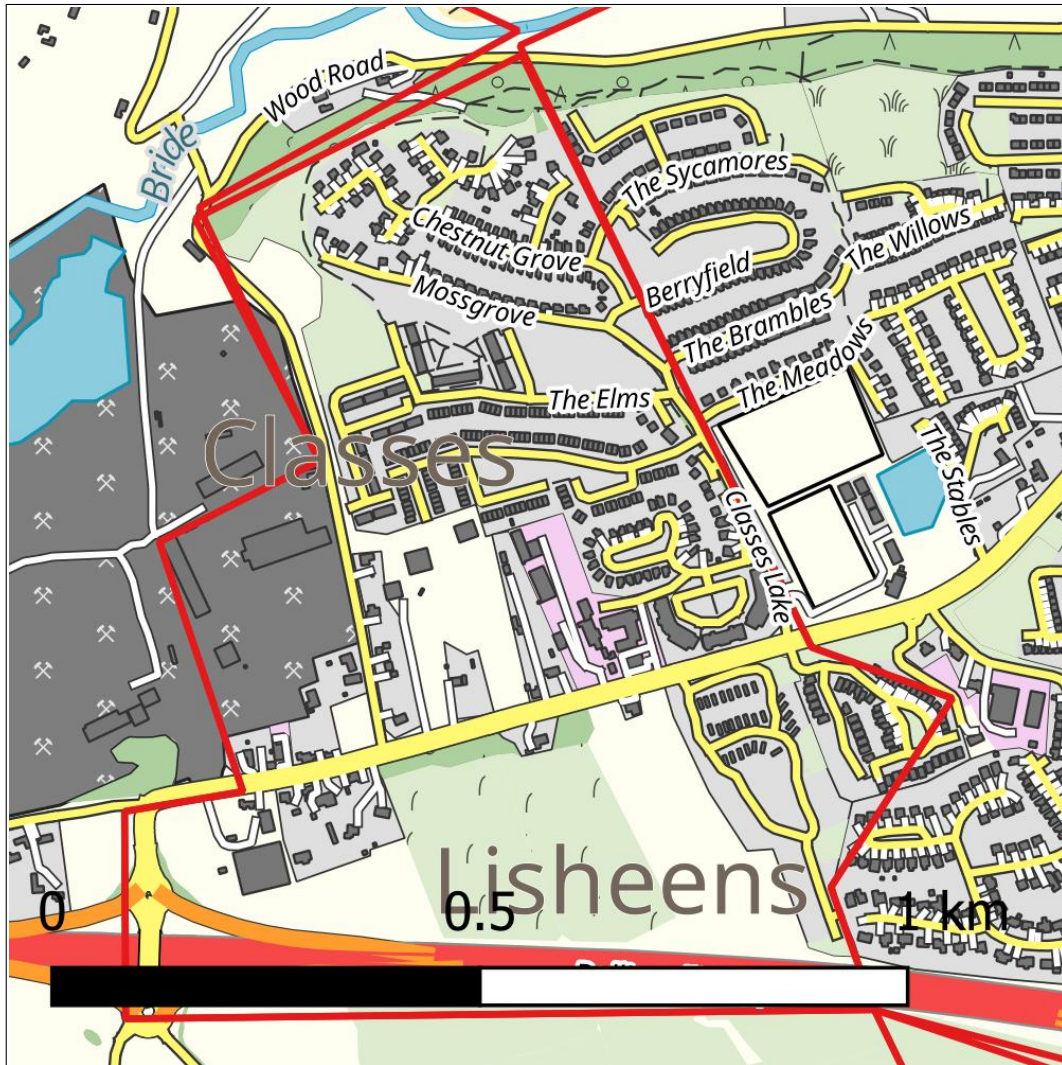 Wood Road
Bride
The Sycamores
Chestnut Grove
The Willows
Berryfield
Mossgrove
The Brambles
The Meadows
The Elms
Classes
The Stables
Classes Lake
Lisheens
0
0.5
1 km